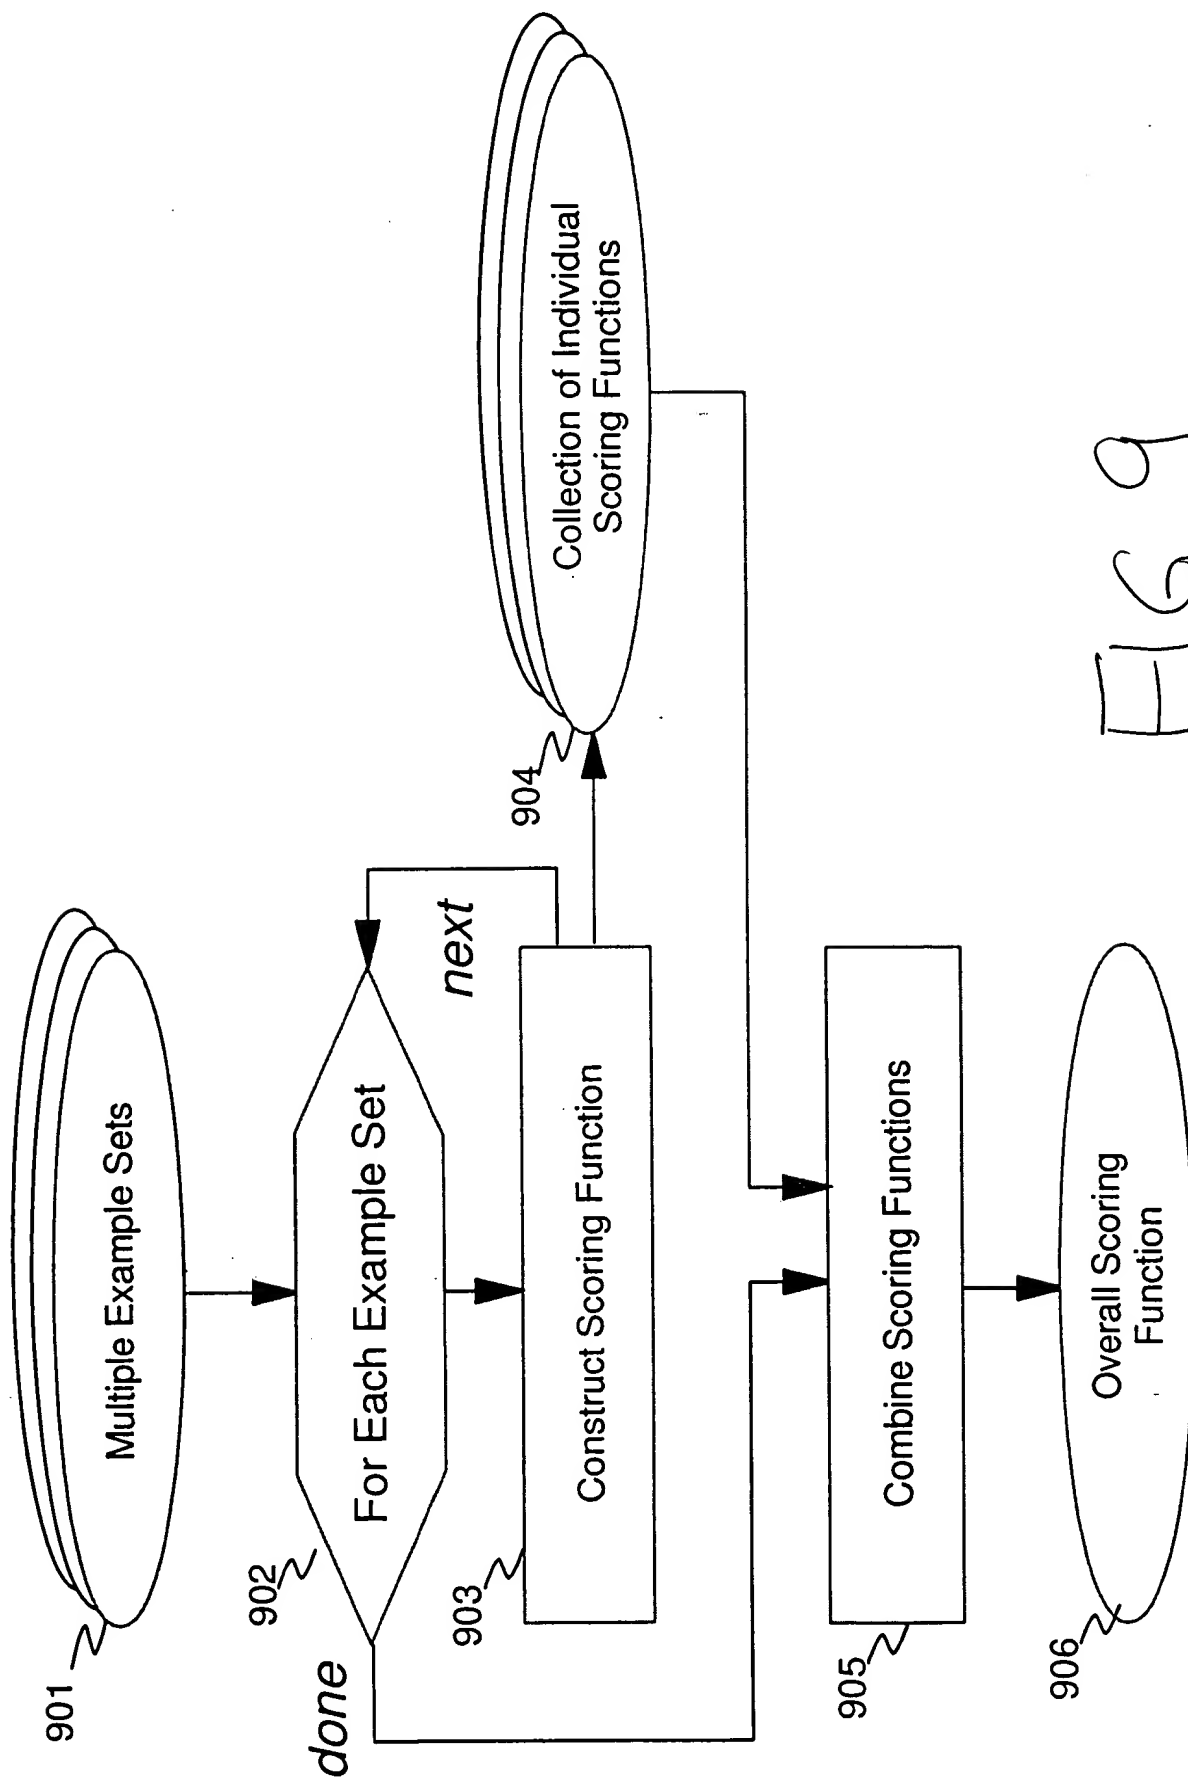 901
Multiple Example Sets
902
For Each Example Set
done
next
903
Construct Scoring Function
904
Collection of Individual
Scoring Functions
905
Combine Scoring Functions
906
Overall Scoring
Function
FIG 9